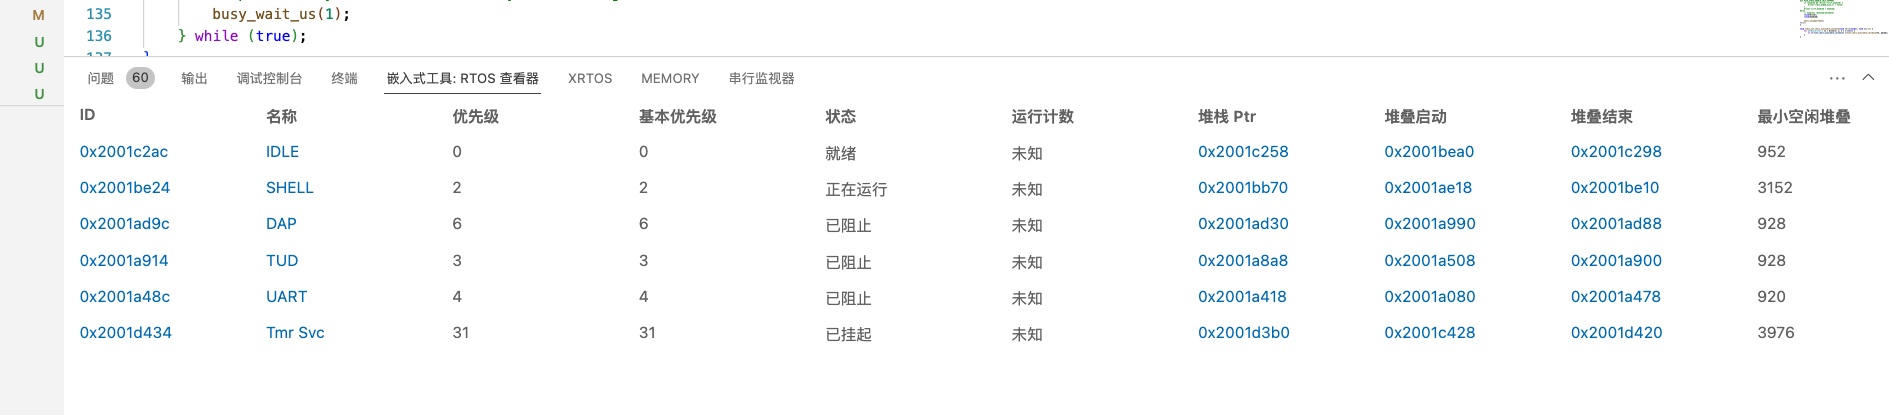 M 135 busy_wait_us(1);
U 136 } while (true);
137 }
U
U
问题 60 输出 调试控制台 终端 嵌入式工具: RTOS 查看器 XRTOS MEMORY 串行监视器 ...
ID 名称 优先级 基本优先级 状态 运行计数 堆栈 Ptr 堆叠启动 堆叠结束 最小空闲堆叠
0x2001c2ac IDLE 0 0 就绪 未知 0x2001c258 0x2001bea0 0x2001c298 952
0x2001be24 SHELL 2 2 正在运行 未知 0x2001bb70 0x2001ae18 0x2001be10 3152
0x2001ad9c DAP 6 6 已阻止 未知 0x2001ad30 0x2001a990 0x2001ad88 928
0x2001a914 TUD 3 3 已阻止 未知 0x2001a8a8 0x2001a508 0x2001a900 928
0x2001a48c UART 4 4 已阻止 未知 0x2001a418 0x2001a080 0x2001a478 920
0x2001d434 Tmr Svc 31 31 已挂起 未知 0x2001d3b0 0x2001c428 0x2001d420 3976